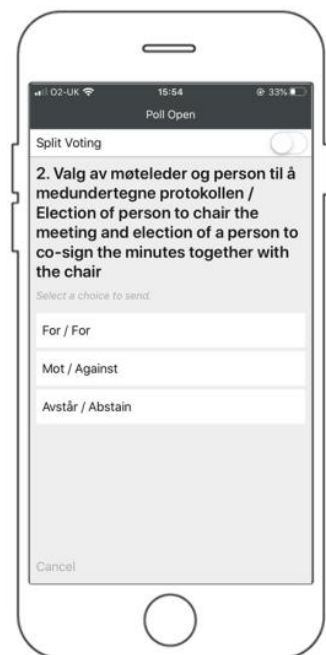 O2-UK 15:54 33%
Poll Open
Split Voting
2. Valg av møteleder og person til å
medundertegne protokollen /
Election of person to chair the
meeting and election of a person to
co-sign the minutes together with
the chair
Select a choice to send.
For / For
Mot / Against
Avstår / Abstain
Cancel